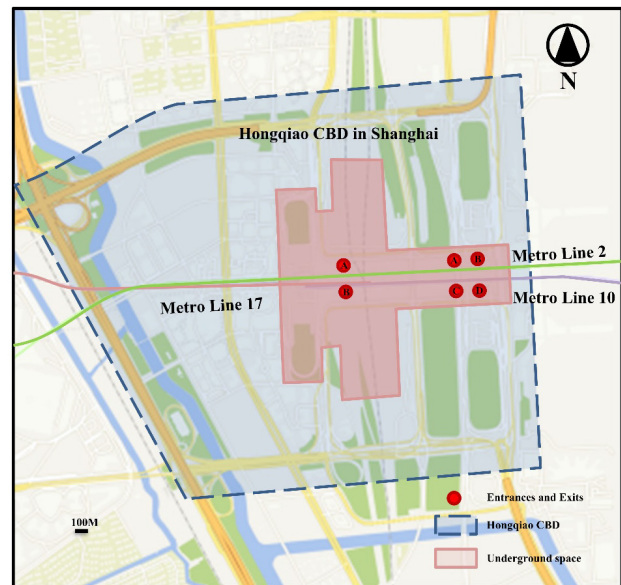 N
Hongqiao CBD in Shanghai
A
A
B
Metro Line 2
Metro Line 17
B
C
D
Metro Line 10
100M
Entrances and Exits
Hongqiao CBD
Underground space